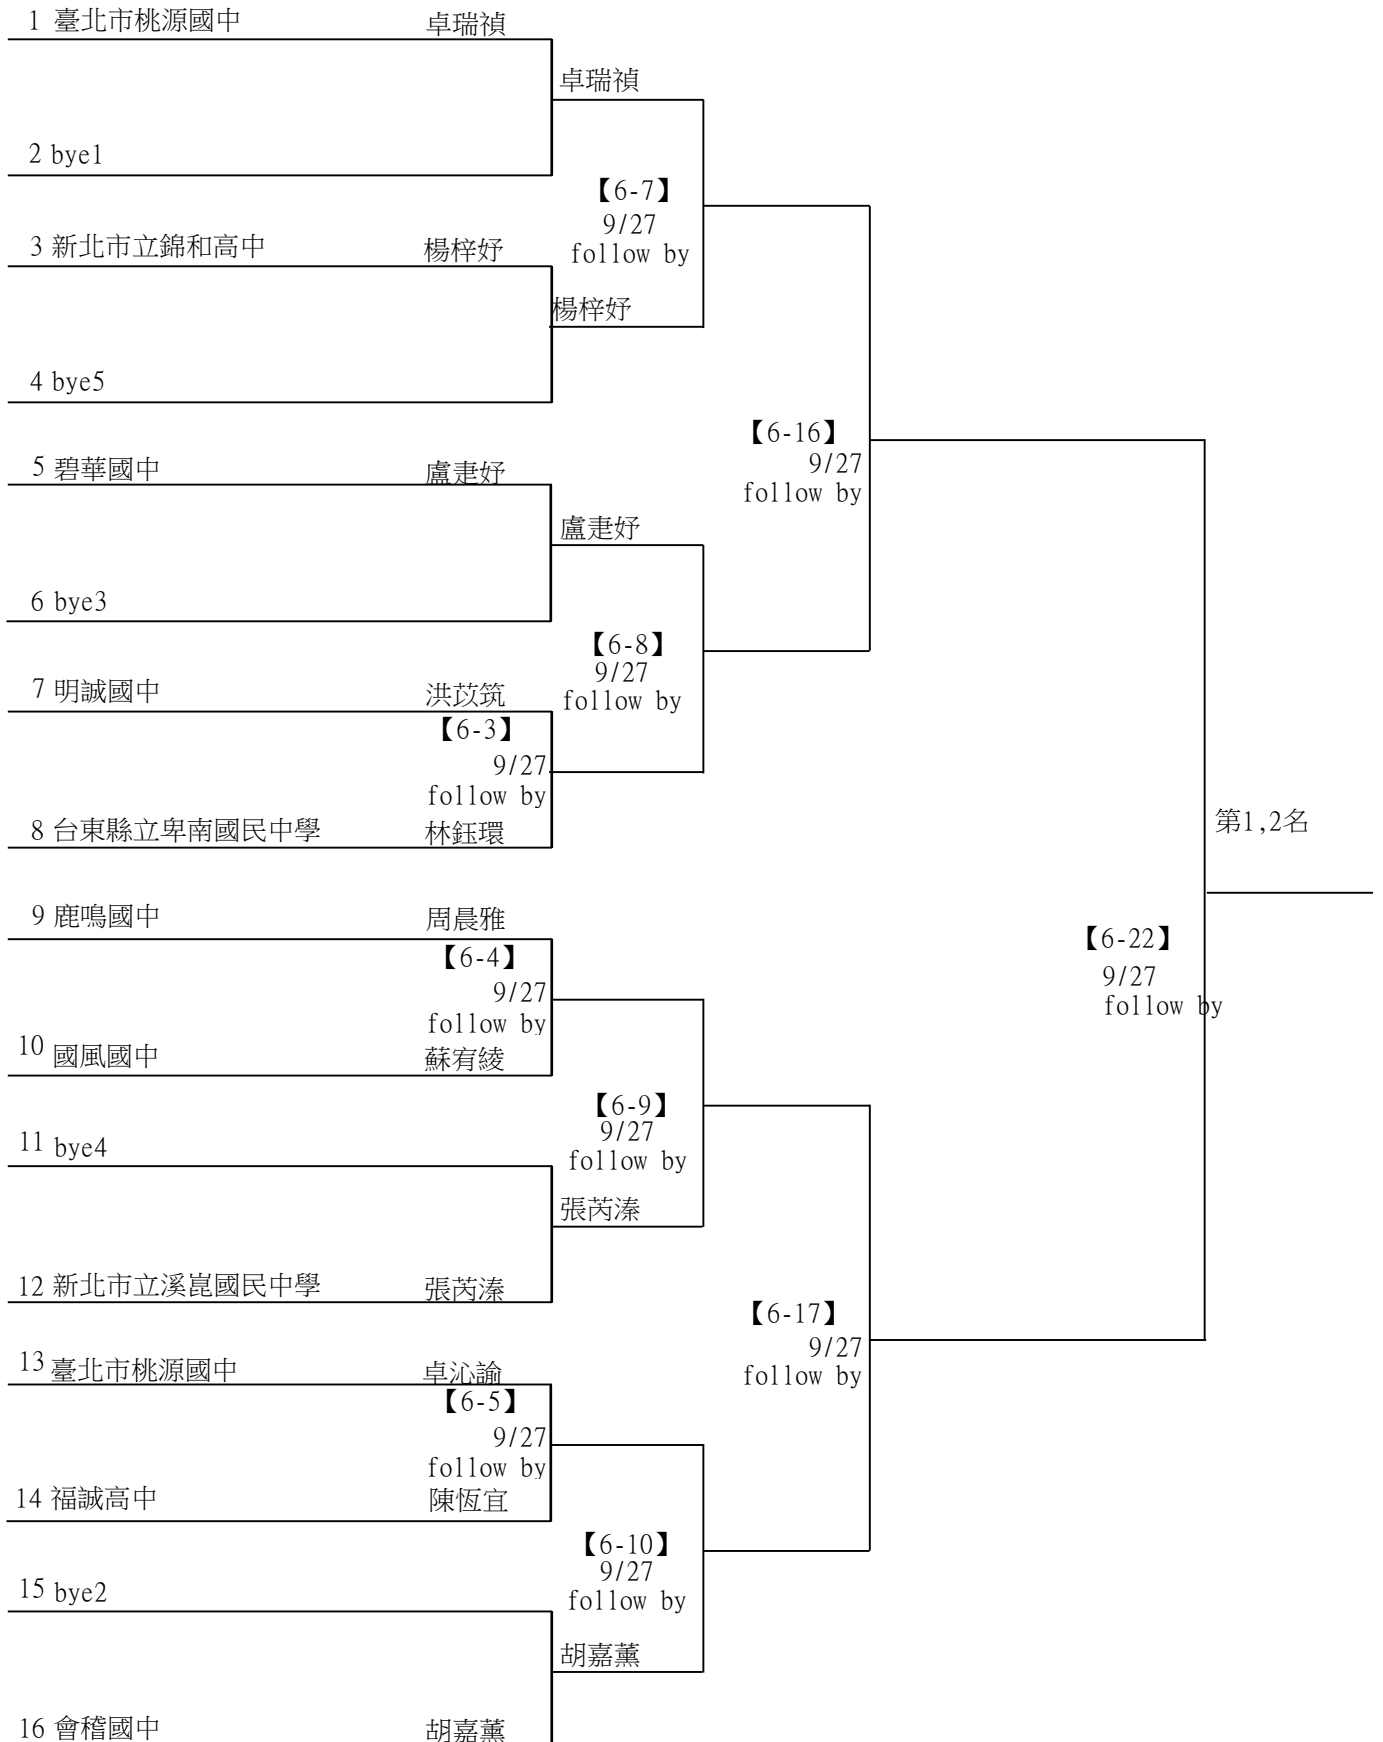 1 臺北市桃源國中 卓瑞禎
卓瑞禎
2 bye1
【6-7】
9/27
follow by
3 新北市立錦和高中 楊梓妤
楊梓妤
4 bye5
【6-16】
9/27
follow by
5 碧華國中 盧疌妤
盧疌妤
6 bye3
【6-8】
9/27
follow by
7 明誠國中 洪苡筑
【6-3】
9/27
follow by
8 台東縣立卑南國民中學 林鈺環
第1,2名
9 鹿鳴國中 周晨雅
【6-4】
9/27
follow by
【6-22】
9/27
follow by
10 國風國中 蘇宥綾
【6-9】
9/27
follow by
11 bye4
張芮溱
12 新北市立溪崑國民中學 張芮溱
【6-17】
9/27
follow by
13 臺北市桃源國中 卓沁諭
【6-5】
9/27
follow by
14 福誠高中 陳恆宜
【6-10】
9/27
follow by
15 bye2
胡嘉薰
16 會稽國中 胡嘉薰